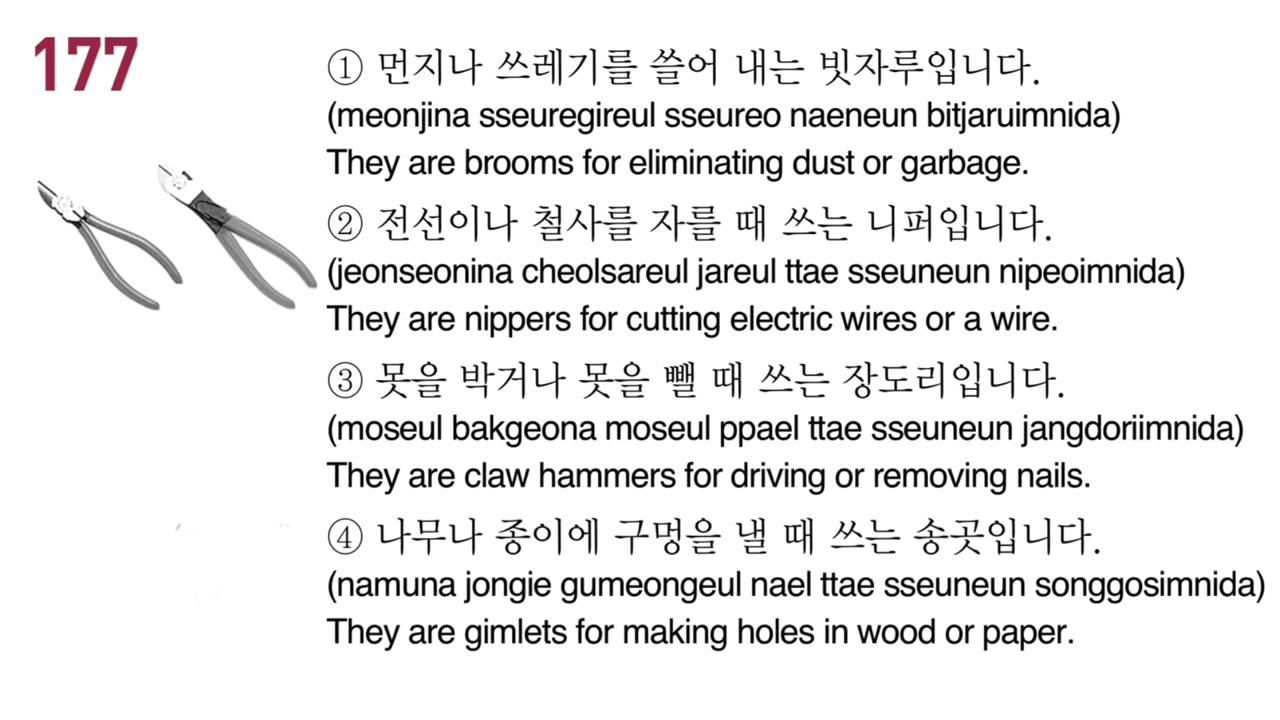 177
① 먼지나 쓰레기를 쓸어 내는 빗자루입니다.
(meonjina sseuregireul sseureo naeneun bitjaruimnida)
They are brooms for eliminating dust or garbage.
② 전선이나 철사를 자를 때 쓰는 니퍼입니다.
(jeonseonina cheolsareul jareul ttae sseuneun nipeoimnida)
They are nippers for cutting electric wires or a wire.
③ 못을 박거나 못을 뺄 때 쓰는 장도리입니다.
(moseul bakgeona moseul ppael ttae sseuneun jangdoriimnida)
They are claw hammers for driving or removing nails.
④ 나무나 종이에 구멍을 낼 때 쓰는 송곳입니다.
(namuna jongie gumeongeul nael ttae sseuneun songgosimnida)
They are gimlets for making holes in wood or paper.